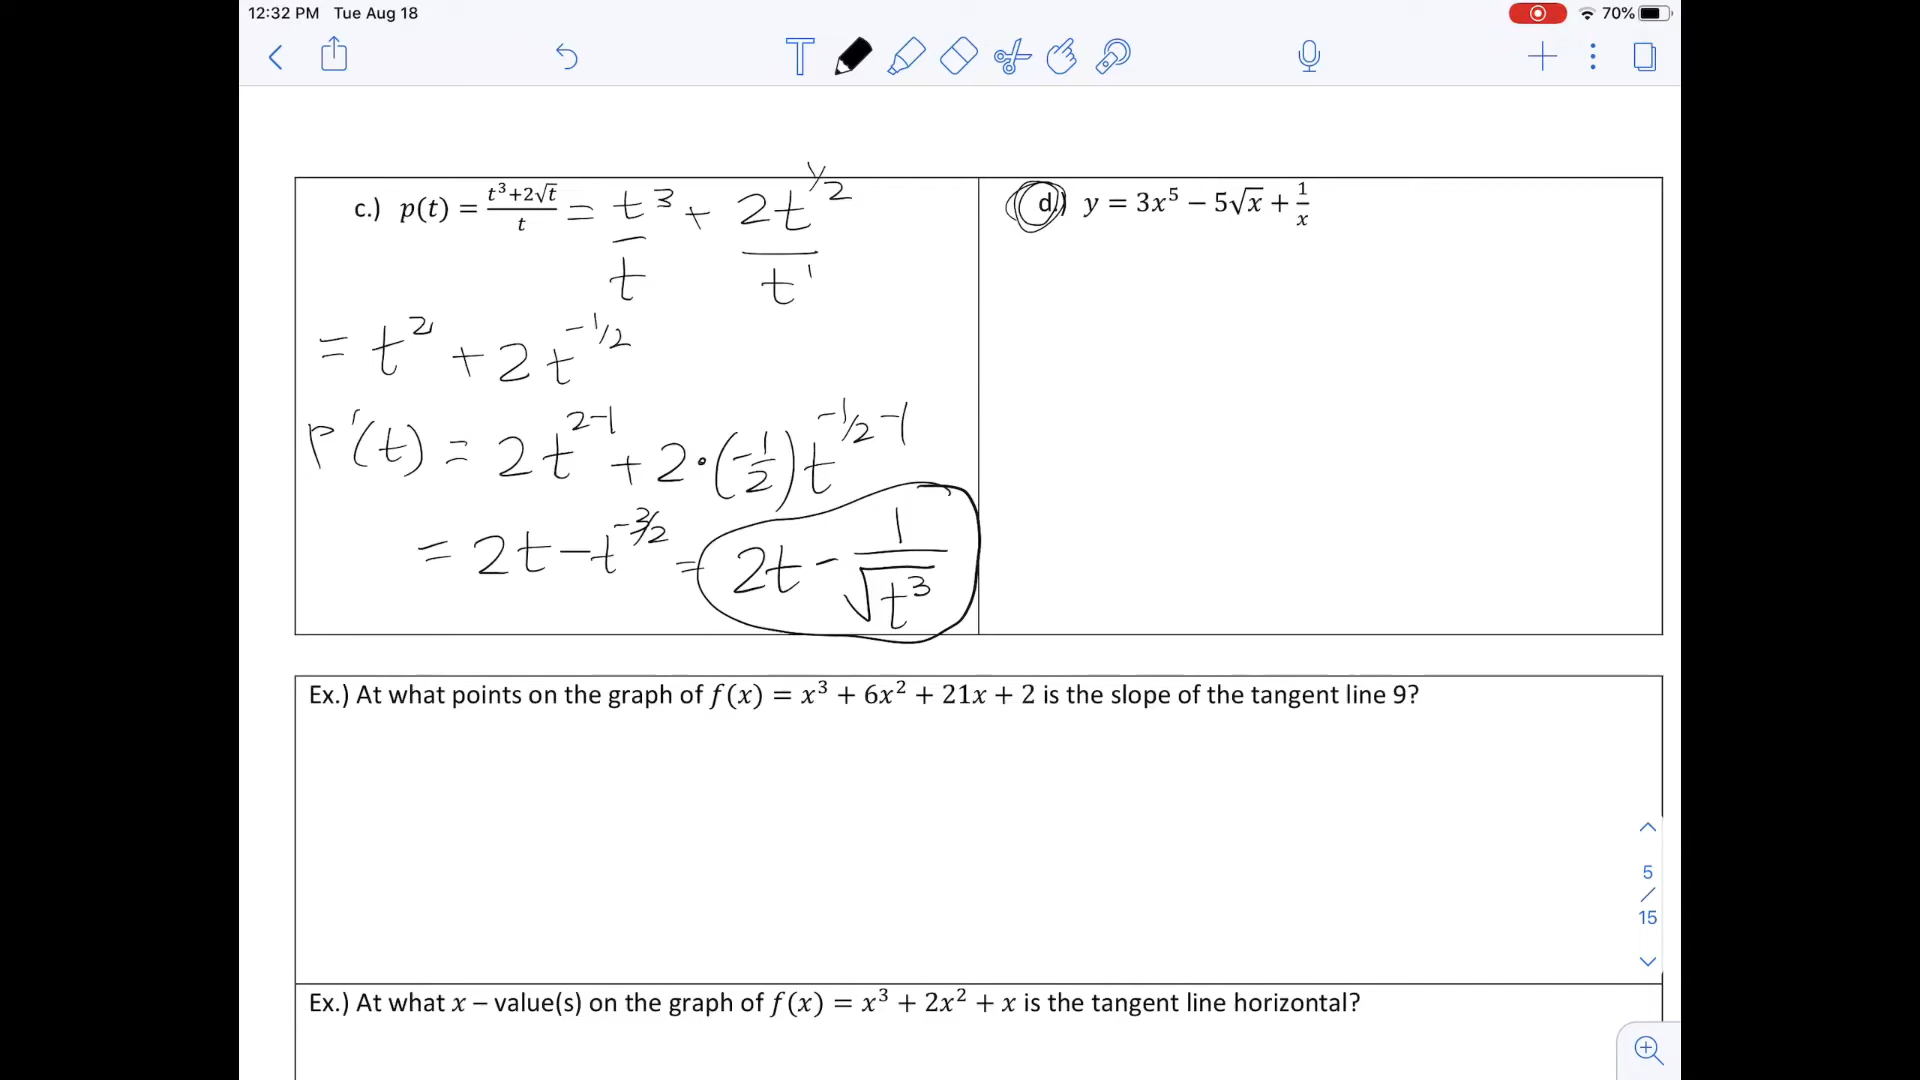 12:32 PM Tue Aug 18
70%
c.) p(t) = (t³+2√t)/t = t³/t + 2t^(1/2)/t¹
= t² + 2t^(-1/2)
P'(t) = 2t^(2-1) + 2·(-1/2)t^(-1/2-1)
= 2t - t^(-3/2) = 2t - 1/√t³
d.) y = 3x⁵ − 5√x + 1/x
Ex.) At what points on the graph of f(x) = x³ + 6x² + 21x + 2 is the slope of the tangent line 9?
5
/
15
Ex.) At what x – value(s) on the graph of f(x) = x³ + 2x² + x is the tangent line horizontal?